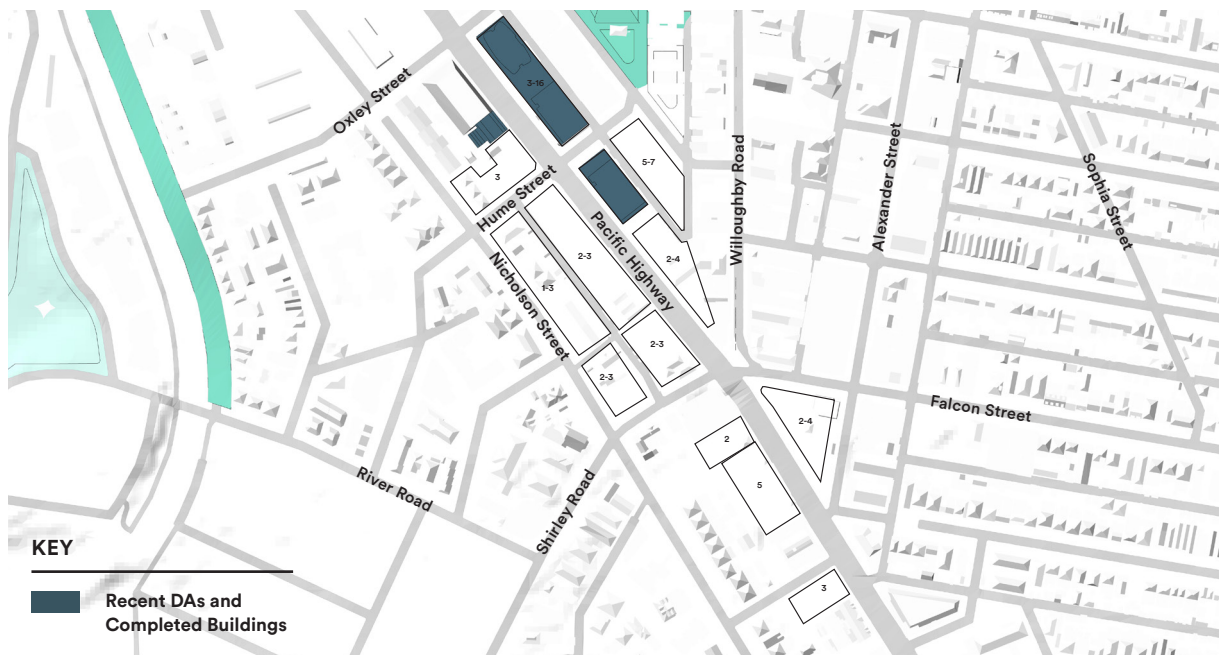 3-16
Oxley Street
5-7
3
Hume Street
Willoughby Road
Alexander Street
Sophia Street
Pacific Highway
2-3
2-4
1-3
Nicholson Street
2-3
2-3
Falcon Street
2-4
2
5
River Road
Shirley Road
3
KEY
Recent DAs and
Completed Buildings